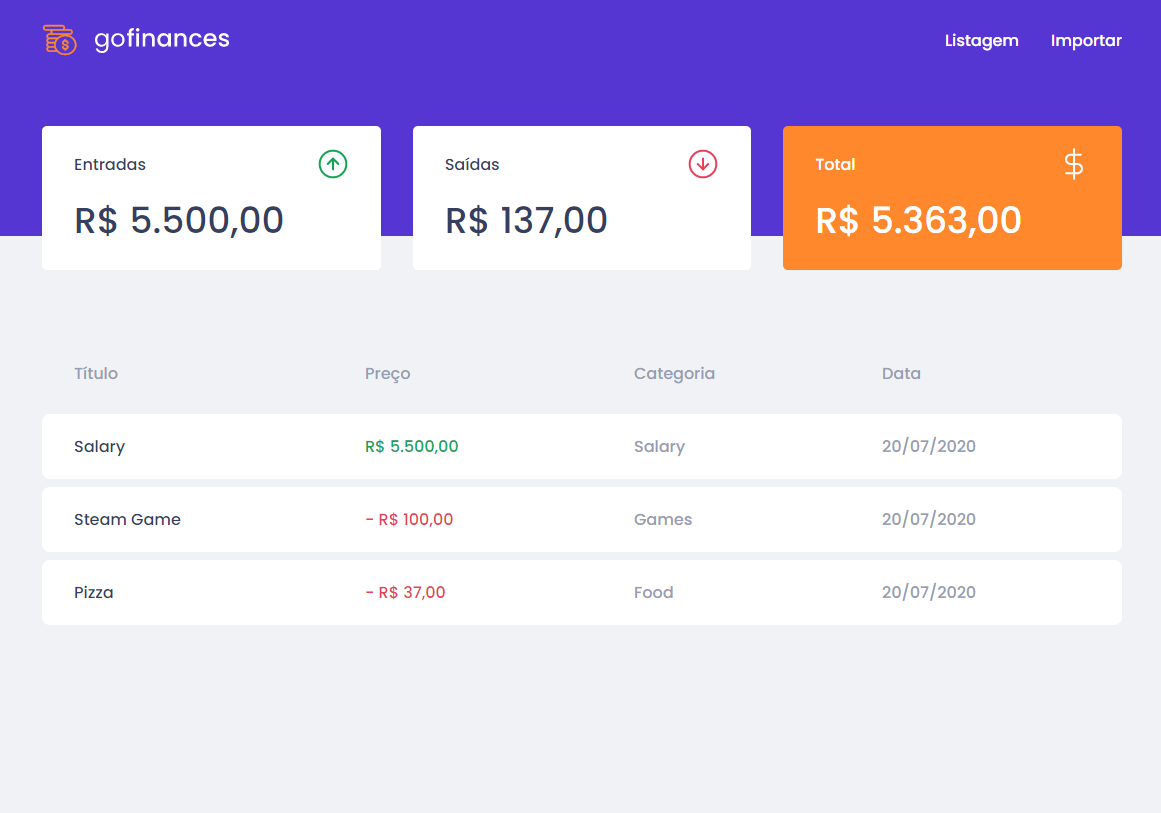 gofinances
Listagem Importar
Entradas
R$ 5.500,00
Saídas
R$ 137,00
Total
$
R$ 5.363,00
Título Preço Categoria Data
Salary R$ 5.500,00 Salary 20/07/2020
Steam Game - R$ 100,00 Games 20/07/2020
Pizza - R$ 37,00 Food 20/07/2020